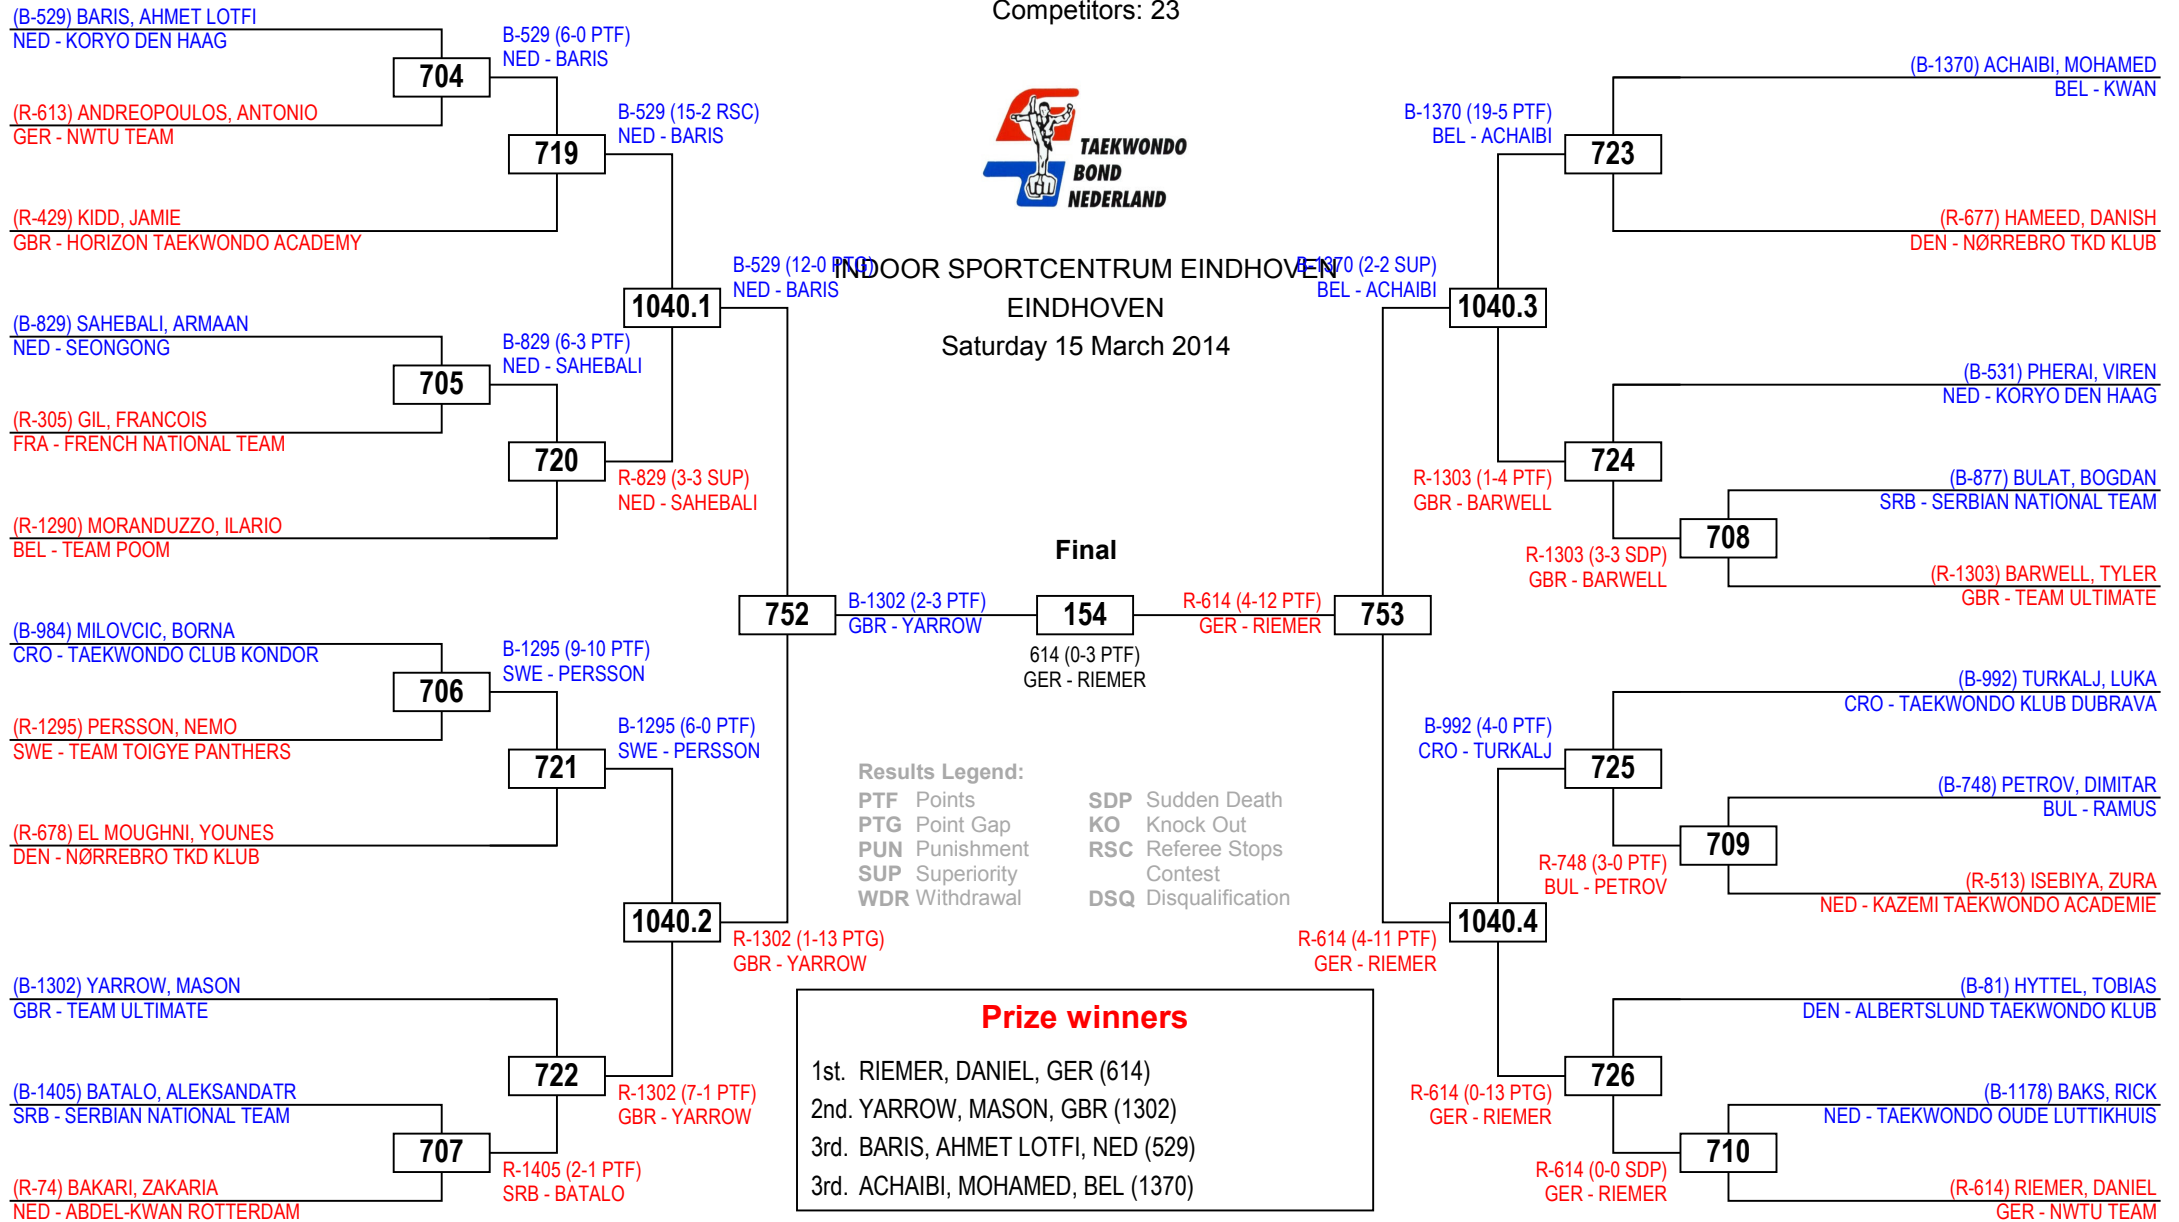 Competitors: 23
(B-529) BARIS, AHMET LOTFI
NED - KORYO DEN HAAG
(R-613) ANDREOPOULOS, ANTONIO
GER - NWTU TEAM
(R-429) KIDD, JAMIE
GBR - HORIZON TAEKWONDO ACADEMY
(B-829) SAHEBALI, ARMAAN
NED - SEONGONG
(R-305) GIL, FRANCOIS
FRA - FRENCH NATIONAL TEAM
(R-1290) MORANDUZZO, ILARIO
BEL - TEAM POOM
(B-984) MILOVCIC, BORNA
CRO - TAEKWONDO CLUB KONDOR
(R-1295) PERSSON, NEMO
SWE - TEAM TOIGYE PANTHERS
(R-678) EL MOUGHNI, YOUNES
DEN - NØRREBRO TKD KLUB
(B-1302) YARROW, MASON
GBR - TEAM ULTIMATE
(B-1405) BATALO, ALEKSANDATR
SRB - SERBIAN NATIONAL TEAM
(R-74) BAKARI, ZAKARIA
NED - ABDEL-KWAN ROTTERDAM
704
705
706
707
B-529 (6-0 PTF)
NED - BARIS
B-829 (6-3 PTF)
NED - SAHEBALI
B-1295 (9-10 PTF)
SWE - PERSSON
R-1405 (2-1 PTF)
SRB - BATALO
719
720
721
722
B-529 (15-2 RSC)
NED - BARIS
R-829 (3-3 SUP)
NED - SAHEBALI
B-1295 (6-0 PTF)
SWE - PERSSON
R-1302 (7-1 PTF)
GBR - YARROW
1040.1
1040.2
B-529 (12-0 PTG)
NED - BARIS
R-1302 (1-13 PTG)
GBR - YARROW
752
B-1302 (2-3 PTF)
GBR - YARROW
TAEKWONDO
BOND
NEDERLAND
INDOOR SPORTCENTRUM EINDHOVEN
EINDHOVEN
Saturday 15 March 2014
Final
154
614 (0-3 PTF)
GER - RIEMER
Results Legend:
PTF Points
PTG Point Gap
PUN Punishment
SUP Superiority
WDR Withdrawal
SDP Sudden Death
KO Knock Out
RSC Referee Stops
Contest
DSQ Disqualification
Prize winners
1st. RIEMER, DANIEL, GER (614)
2nd. YARROW, MASON, GBR (1302)
3rd. BARIS, AHMET LOTFI, NED (529)
3rd. ACHAIBI, MOHAMED, BEL (1370)
R-614 (4-12 PTF)
GER - RIEMER
753
B-1370 (2-2 SUP)
BEL - ACHAIBI
R-614 (4-11 PTF)
GER - RIEMER
1040.3
1040.4
B-1370 (19-5 PTF)
BEL - ACHAIBI
R-1303 (1-4 PTF)
GBR - BARWELL
B-992 (4-0 PTF)
CRO - TURKALJ
R-614 (0-13 PTG)
GER - RIEMER
723
724
725
726
R-1303 (3-3 SDP)
GBR - BARWELL
R-748 (3-0 PTF)
BUL - PETROV
R-614 (0-0 SDP)
GER - RIEMER
708
709
710
(B-1370) ACHAIBI, MOHAMED
BEL - KWAN
(R-677) HAMEED, DANISH
DEN - NØRREBRO TKD KLUB
(B-531) PHERAI, VIREN
NED - KORYO DEN HAAG
(B-877) BULAT, BOGDAN
SRB - SERBIAN NATIONAL TEAM
(R-1303) BARWELL, TYLER
GBR - TEAM ULTIMATE
(B-992) TURKALJ, LUKA
CRO - TAEKWONDO KLUB DUBRAVA
(B-748) PETROV, DIMITAR
BUL - RAMUS
(R-513) ISEBIYA, ZURA
NED - KAZEMI TAEKWONDO ACADEMIE
(B-81) HYTTEL, TOBIAS
DEN - ALBERTSLUND TAEKWONDO KLUB
(B-1178) BAKS, RICK
NED - TAEKWONDO OUDE LUTTIKHUIS
(R-614) RIEMER, DANIEL
GER - NWTU TEAM